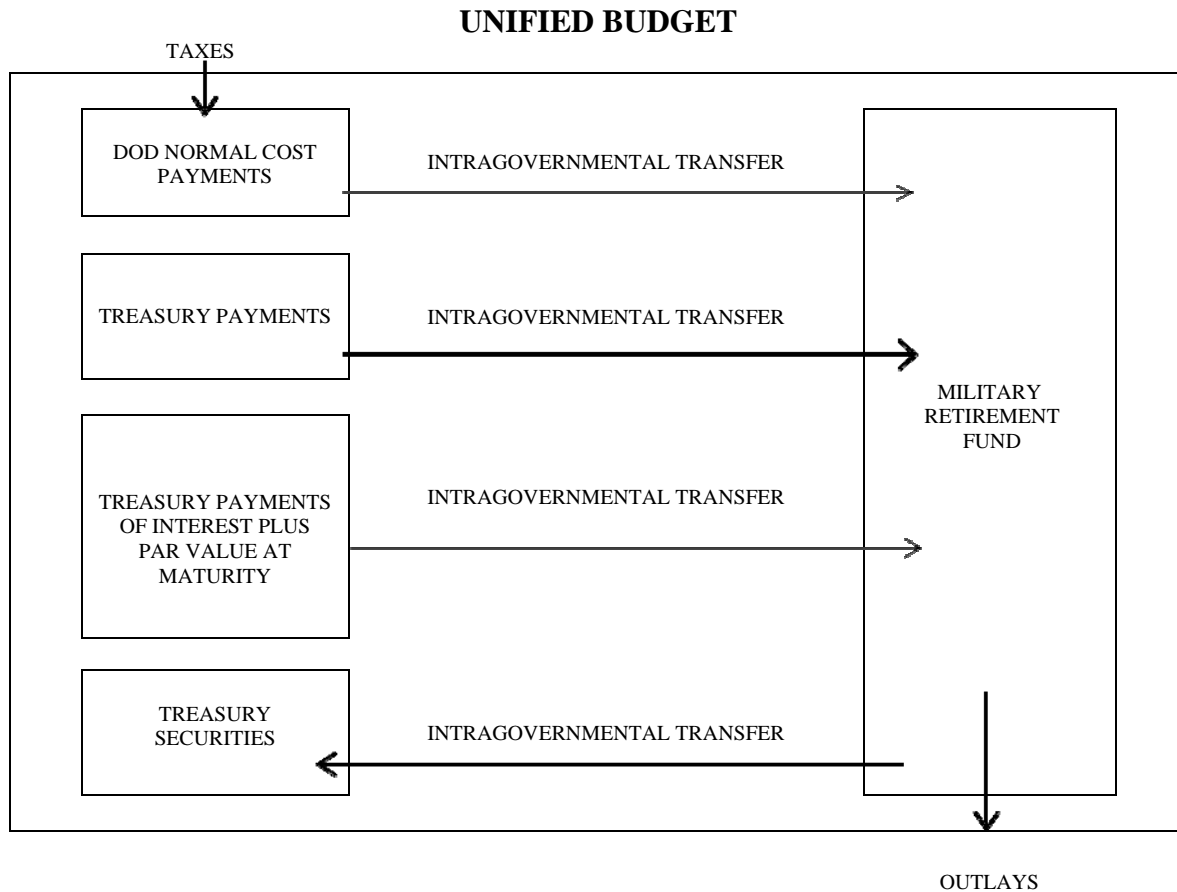 UNIFIED BUDGET
TAXES
DOD NORMAL COST
PAYMENTS
INTRAGOVERNMENTAL TRANSFER
TREASURY PAYMENTS
INTRAGOVERNMENTAL TRANSFER
MILITARY
RETIREMENT
FUND
TREASURY PAYMENTS
OF INTEREST PLUS
PAR VALUE AT
MATURITY
INTRAGOVERNMENTAL TRANSFER
TREASURY
SECURITIES
INTRAGOVERNMENTAL TRANSFER
OUTLAYS